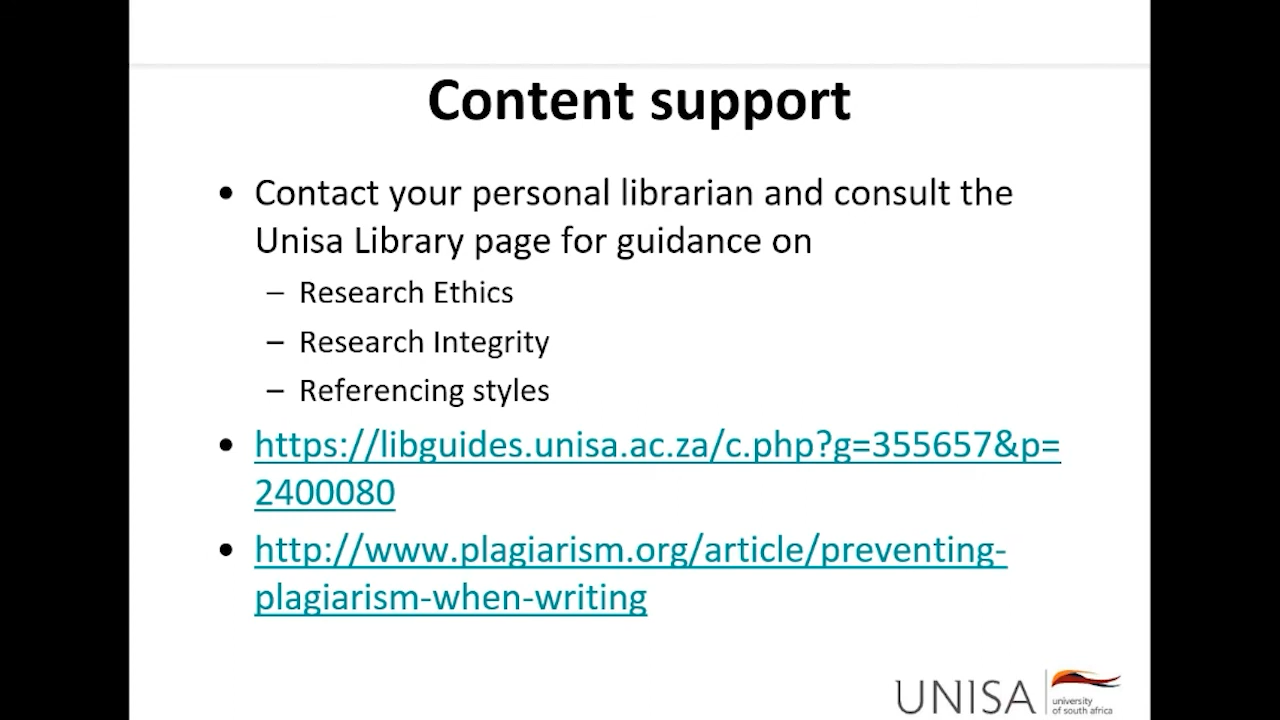 Content support
• Contact your personal librarian and consult the
Unisa Library page for guidance on
– Research Ethics
– Research Integrity
– Referencing styles
• https://libguides.unisa.ac.za/c.php?g=355657&p=
2400080
• http://www.plagiarism.org/article/preventing-
plagiarism-when-writing
UNISA
university
of south africa